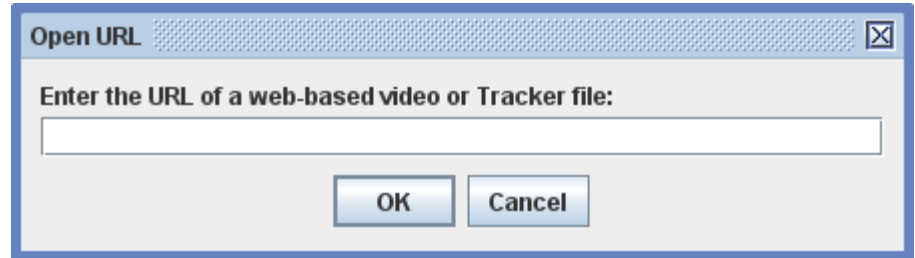 Open URL
Enter the URL of a web-based video or Tracker file:
OK Cancel